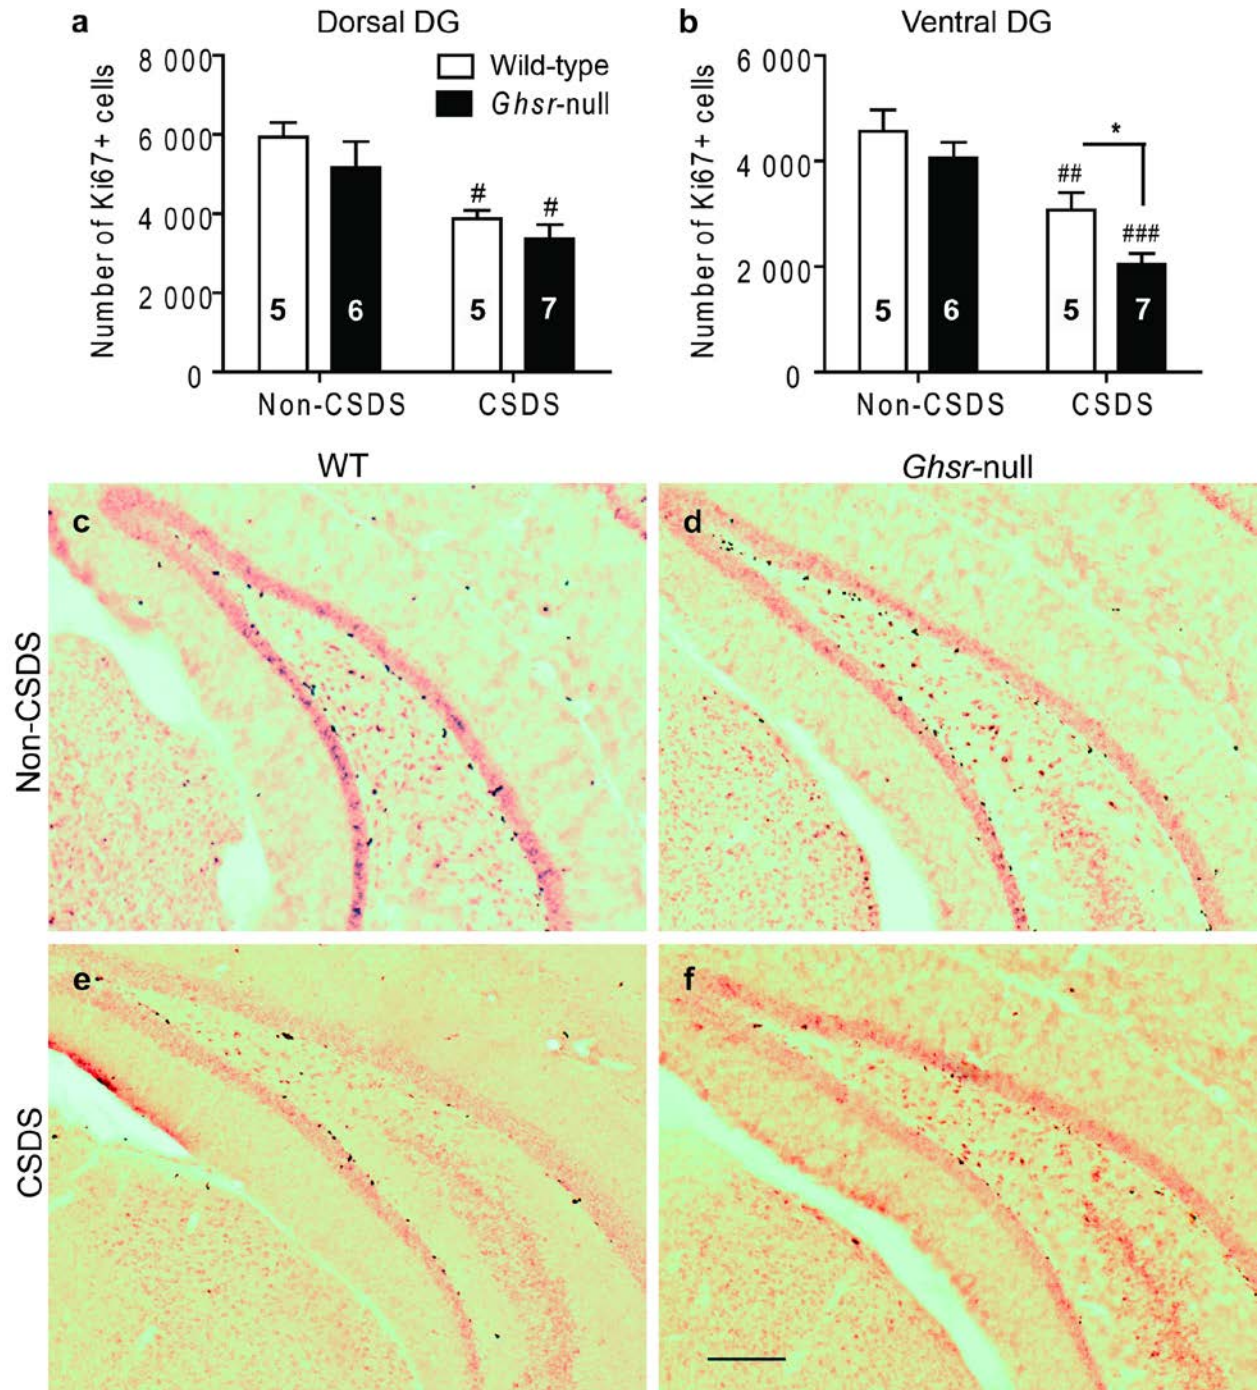 a Dorsal DG
Number of Ki67+ cells
8 000
6 000
4 000
2 000
0
Wild-type
Ghsr-null
# #
5 6 5 7
Non-CSDS CSDS
b Ventral DG
Number of Ki67+ cells
6 000
4 000
2 000
0
*
##
###
5 6 5 7
Non-CSDS CSDS
WT Ghsr-null
Non-CSDS
c d
CSDS
e f